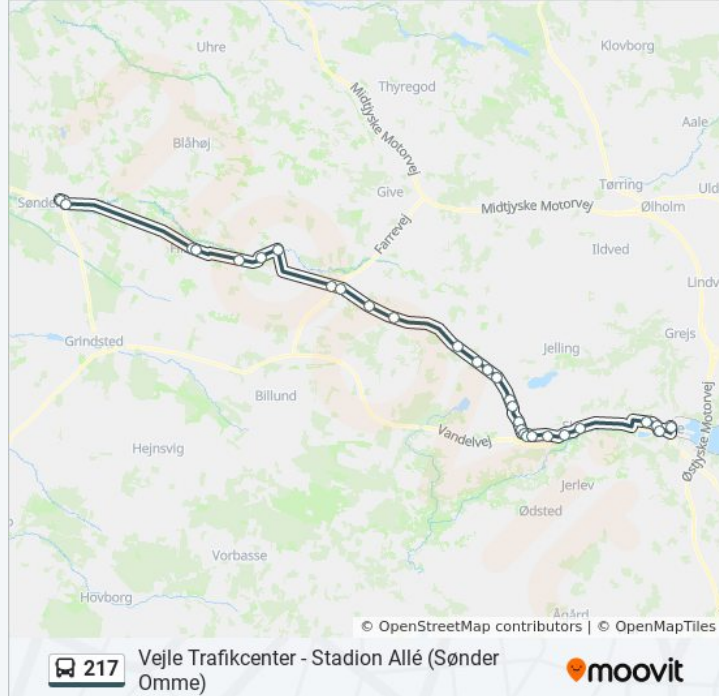 Uhre
Klovborg
Thyregod
Midtjyske Motorvej
Aale
Blåhøj
Tørring
Uld
Give
Sønde
Midtjyske Motorvej
Ølholm
Farrevej
Ildved
Lindv
Grindsted
Grejs
Jelling
Billund
Vandelvej
Østjyske Motorvej
Hejnsvig
Jerlev
Ødsted
Vorbasse
Hovborg
Ågård
© OpenStreetMap contributors | © OpenMapTiles
217
Vejle Trafikcenter - Stadion Allé (Sønder
Omme)
moovit